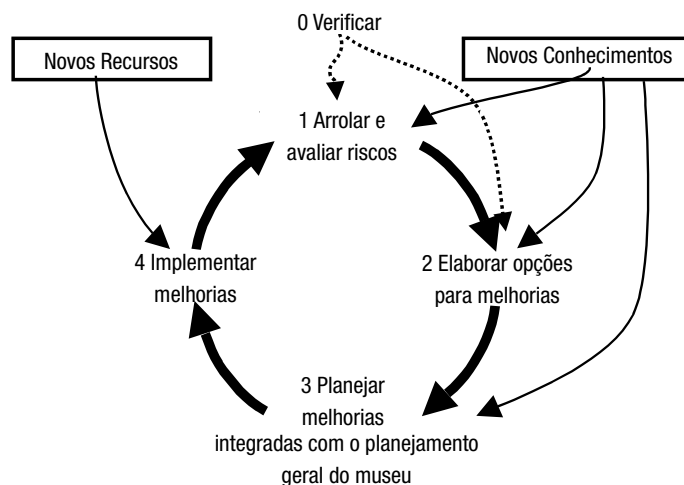 0 Verificar
Novos Recursos
Novos Conhecimentos
1 Arrolar e
avaliar riscos
2 Elaborar opções
para melhorias
3 Planejar
melhorias
integradas com o planejamento
geral do museu
4 Implementar
melhorias